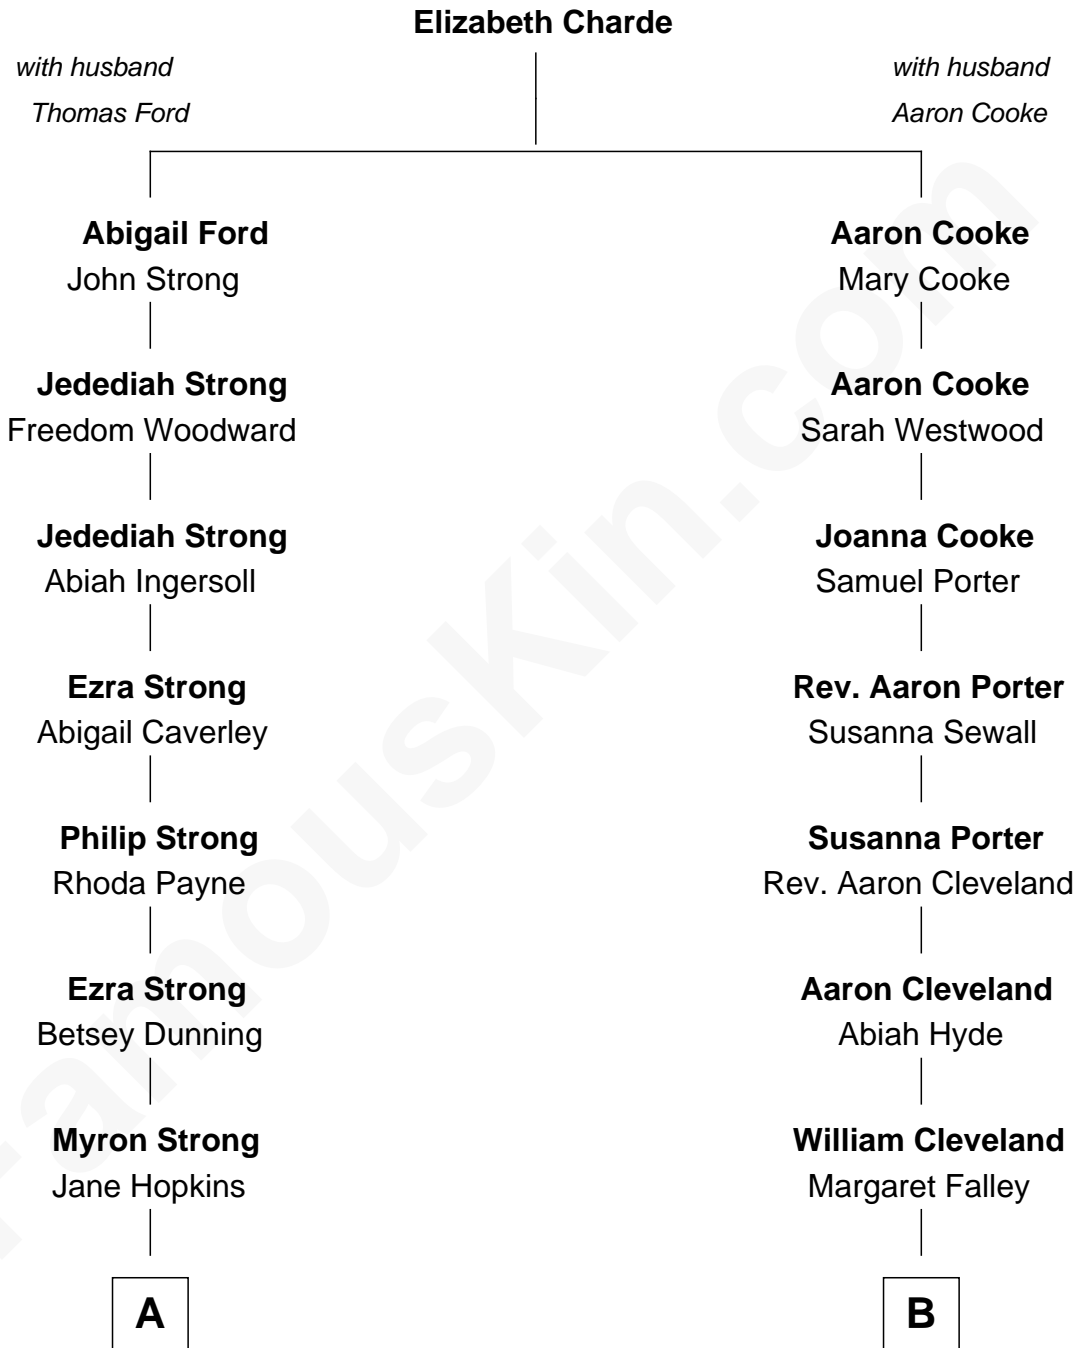 Elizabeth Charde
with husband
Thomas Ford
with husband
Aaron Cooke
Abigail Ford
John Strong
Aaron Cooke
Mary Cooke
Jedediah Strong
Freedom Woodward
Aaron Cooke
Sarah Westwood
Jedediah Strong
Abiah Ingersoll
Joanna Cooke
Samuel Porter
Ezra Strong
Abigail Caverley
Rev. Aaron Porter
Susanna Sewall
Philip Strong
Rhoda Payne
Susanna Porter
Rev. Aaron Cleveland
Ezra Strong
Betsey Dunning
Aaron Cleveland
Abiah Hyde
Myron Strong
Jane Hopkins
William Cleveland
Margaret Falley
A
B
FamousKin.com